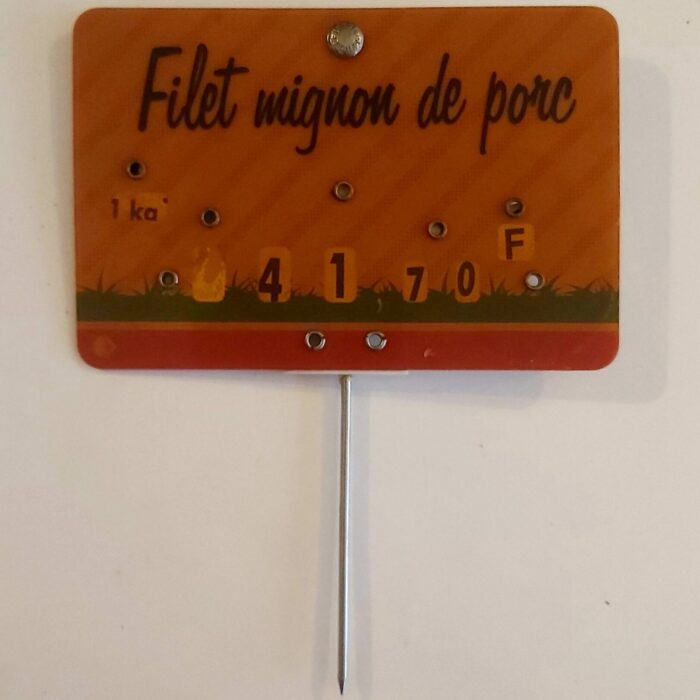 Filet mignon de porc
1 kg
F
41 70